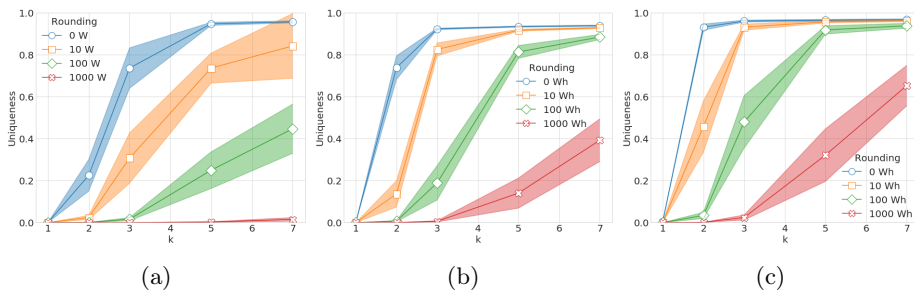 1.0
0.8
0.6
0.4
0.2
0.0
Uniqueness
Rounding
0 W
10 W
100 W
1000 W
1 2 3 4 5 6 7
k
(a)
1.0
0.8
0.6
0.4
0.2
0.0
Uniqueness
Rounding
0 Wh
10 Wh
100 Wh
1000 Wh
1 2 3 4 5 6 7
k
(b)
1.0
0.8
0.6
0.4
0.2
0.0
Uniqueness
Rounding
0 Wh
10 Wh
100 Wh
1000 Wh
1 2 3 4 5 6 7
k
(c)